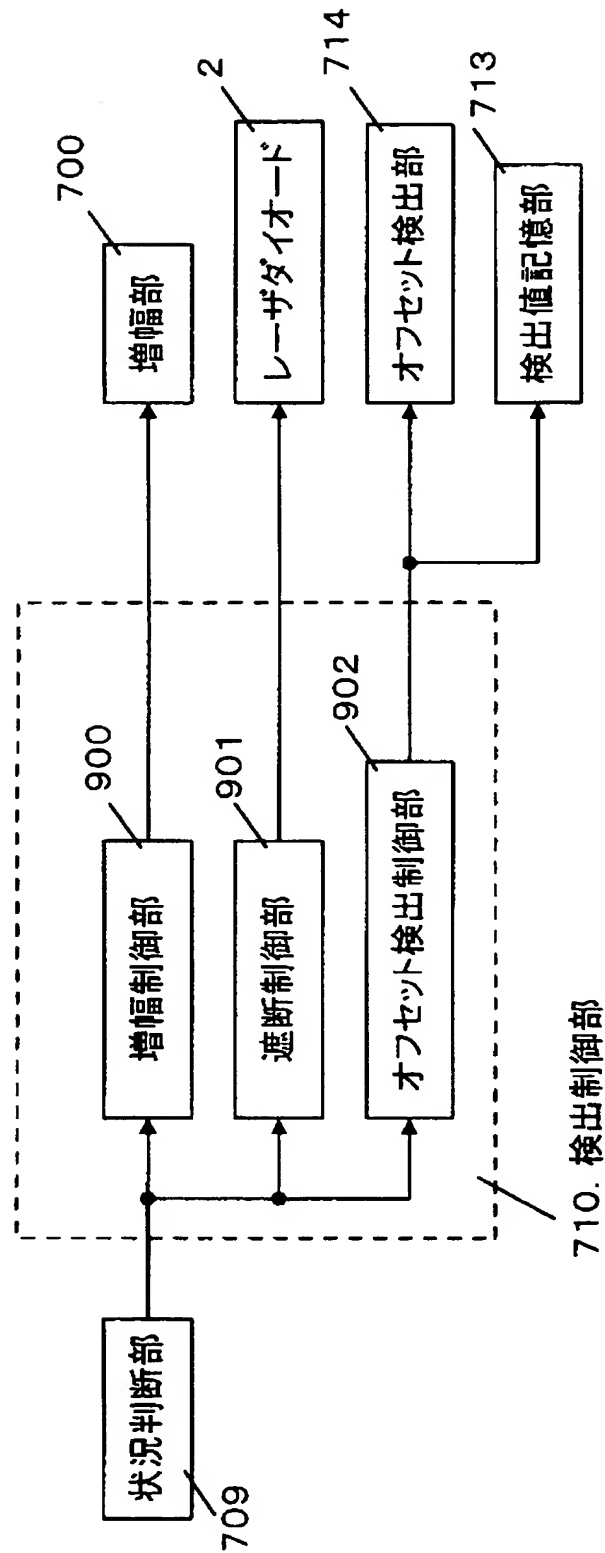 状況判断部
709
710. 検出制御部
増幅制御部
900
遮断制御部
901
オフセット検出制御部
902
増幅部
700
レーザダイオード
2
オフセット検出部
714
検出値記憶部
713